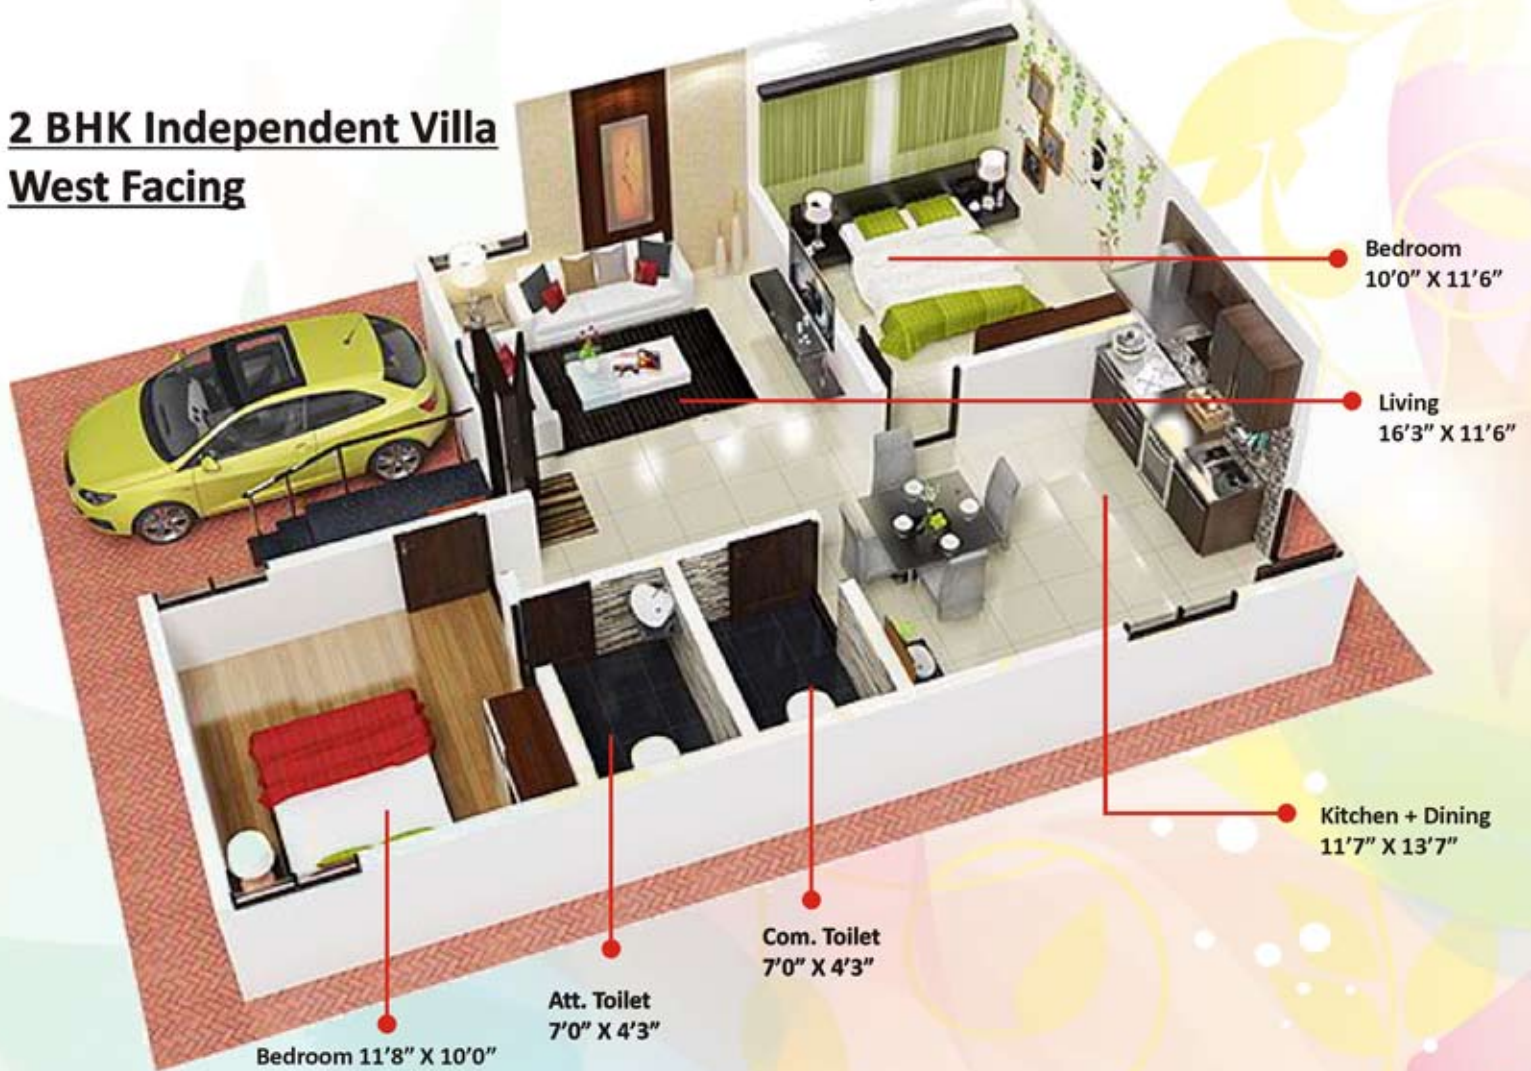 2 BHK Independent Villa
West Facing
Bedroom
10'0” X 11'6”
Living
16'3” X 11'6”
Kitchen + Dining
11'7” X 13'7”
Com. Toilet
7'0” X 4'3”
Att. Toilet
7'0” X 4'3”
Bedroom 11'8” X 10'0”